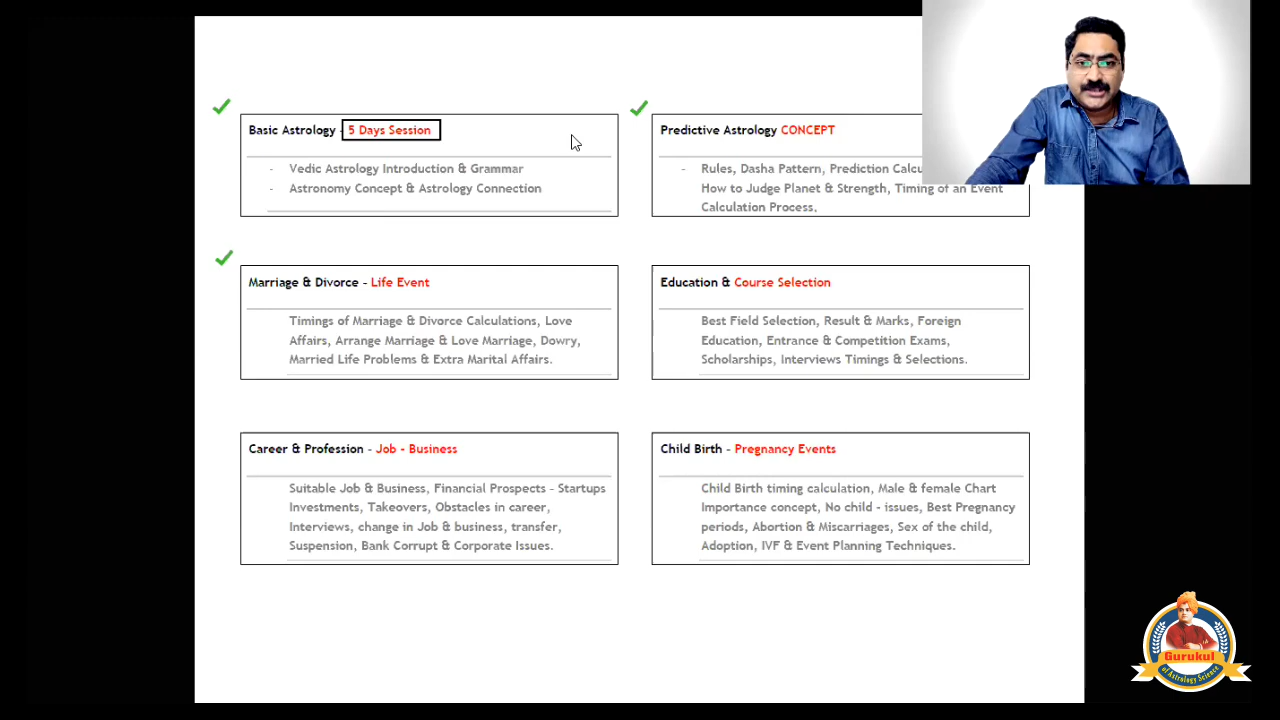 Basic Astrology - 5 Days Session
- Vedic Astrology Introduction & Grammar
- Astronomy Concept & Astrology Connection
Predictive Astrology CONCEPT
- Rules, Dasha Pattern, Prediction
How to Judge Planet & Strength, Timing of an Event
Calculation Process,
Marriage & Divorce - Life Event
Timings of Marriage & Divorce Calculations, Love
Affairs, Arrange Marriage & Love Marriage, Dowry,
Married Life Problems & Extra Marital Affairs.
Education & Course Selection
Best Field Selection, Result & Marks, Foreign
Education, Entrance & Competition Exams,
Scholarships, Interviews Timings & Selections.
Career & Profession - Job - Business
Suitable Job & Business, Financial Prospects - Startups
Investments, Takeovers, Obstacles in career,
Interviews, change in Job & business, transfer,
Suspension, Bank Corrupt & Corporate Issues.
Child Birth - Pregnancy Events
Child Birth timing calculation, Male & female Chart
Importance concept, No child - issues, Best Pregnancy
periods, Abortion & Miscarriages, Sex of the child,
Adoption, IVF & Event Planning Techniques.
Gurukul
of Astrology Science